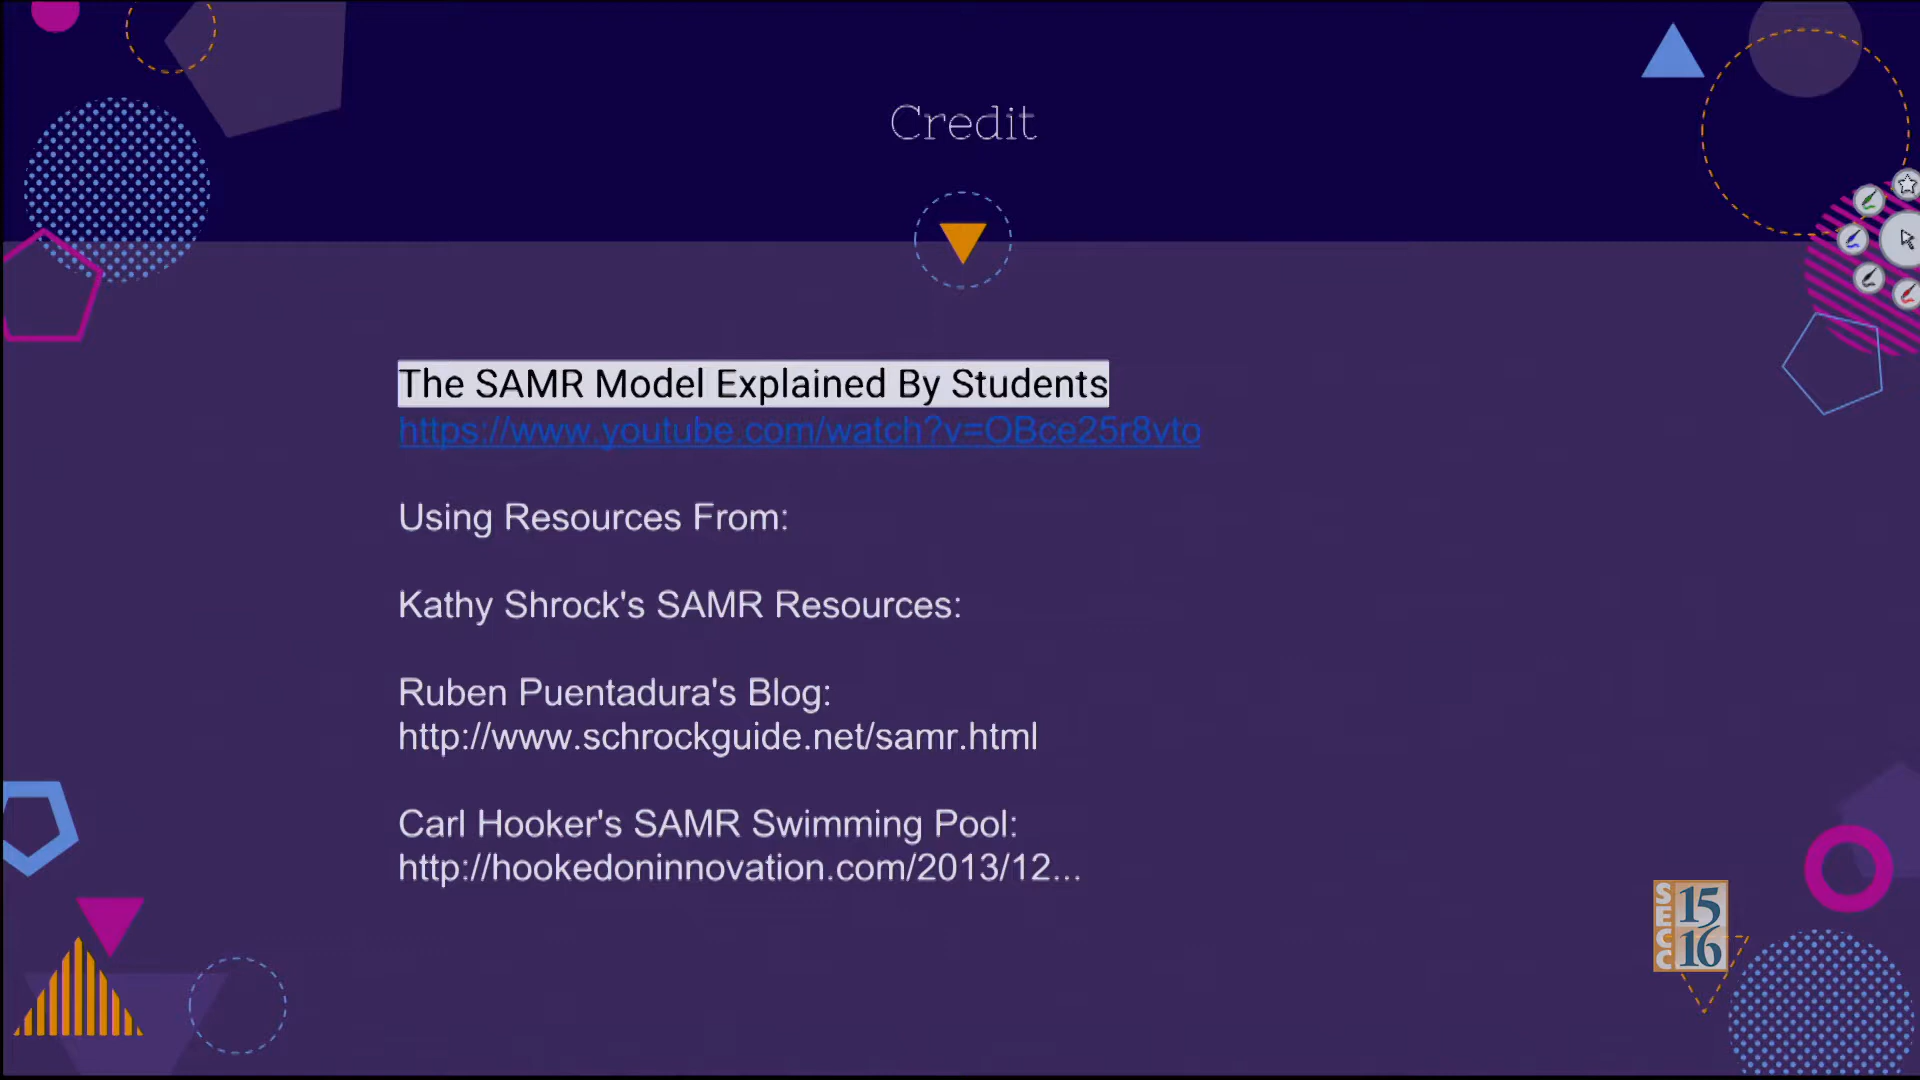 Credit
The SAMR Model Explained By Students
https://www.youtube.com/watch?v=OBce25r8vto
Using Resources From:
Kathy Shrock's SAMR Resources:
Ruben Puentadura's Blog:
http://www.schrockguide.net/samr.html
Carl Hooker's SAMR Swimming Pool:
http://hookedoninnovation.com/2013/12...
SECC
15
16